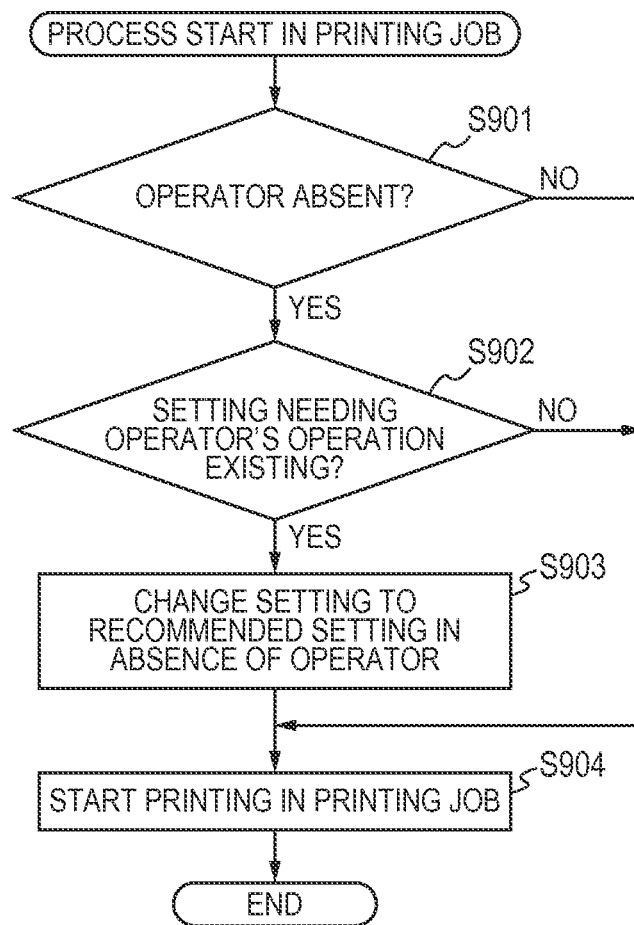 PROCESS START IN PRINTING JOB
S901
OPERATOR ABSENT?
NO
YES
S902
SETTING NEEDING
OPERATOR'S OPERATION
EXISTING?
NO
YES
S903
CHANGE SETTING TO
RECOMMENDED SETTING IN
ABSENCE OF OPERATOR
S904
START PRINTING IN PRINTING JOB
END